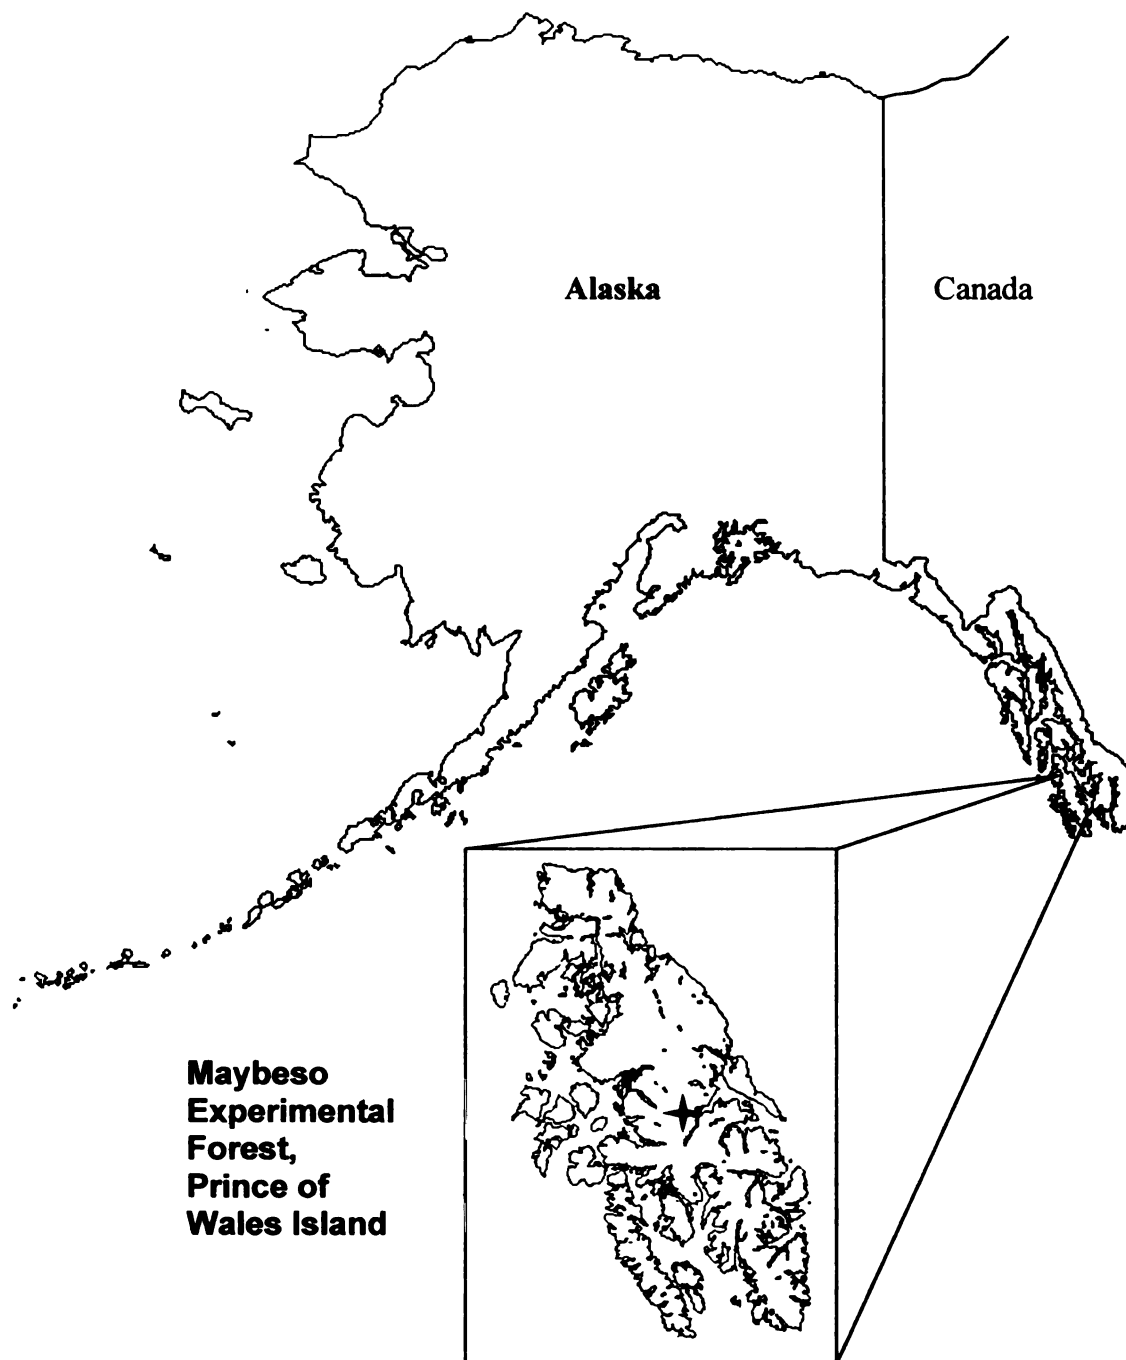 Alaska
Canada
Maybeso
Experimental
Forest,
Prince of
Wales Island